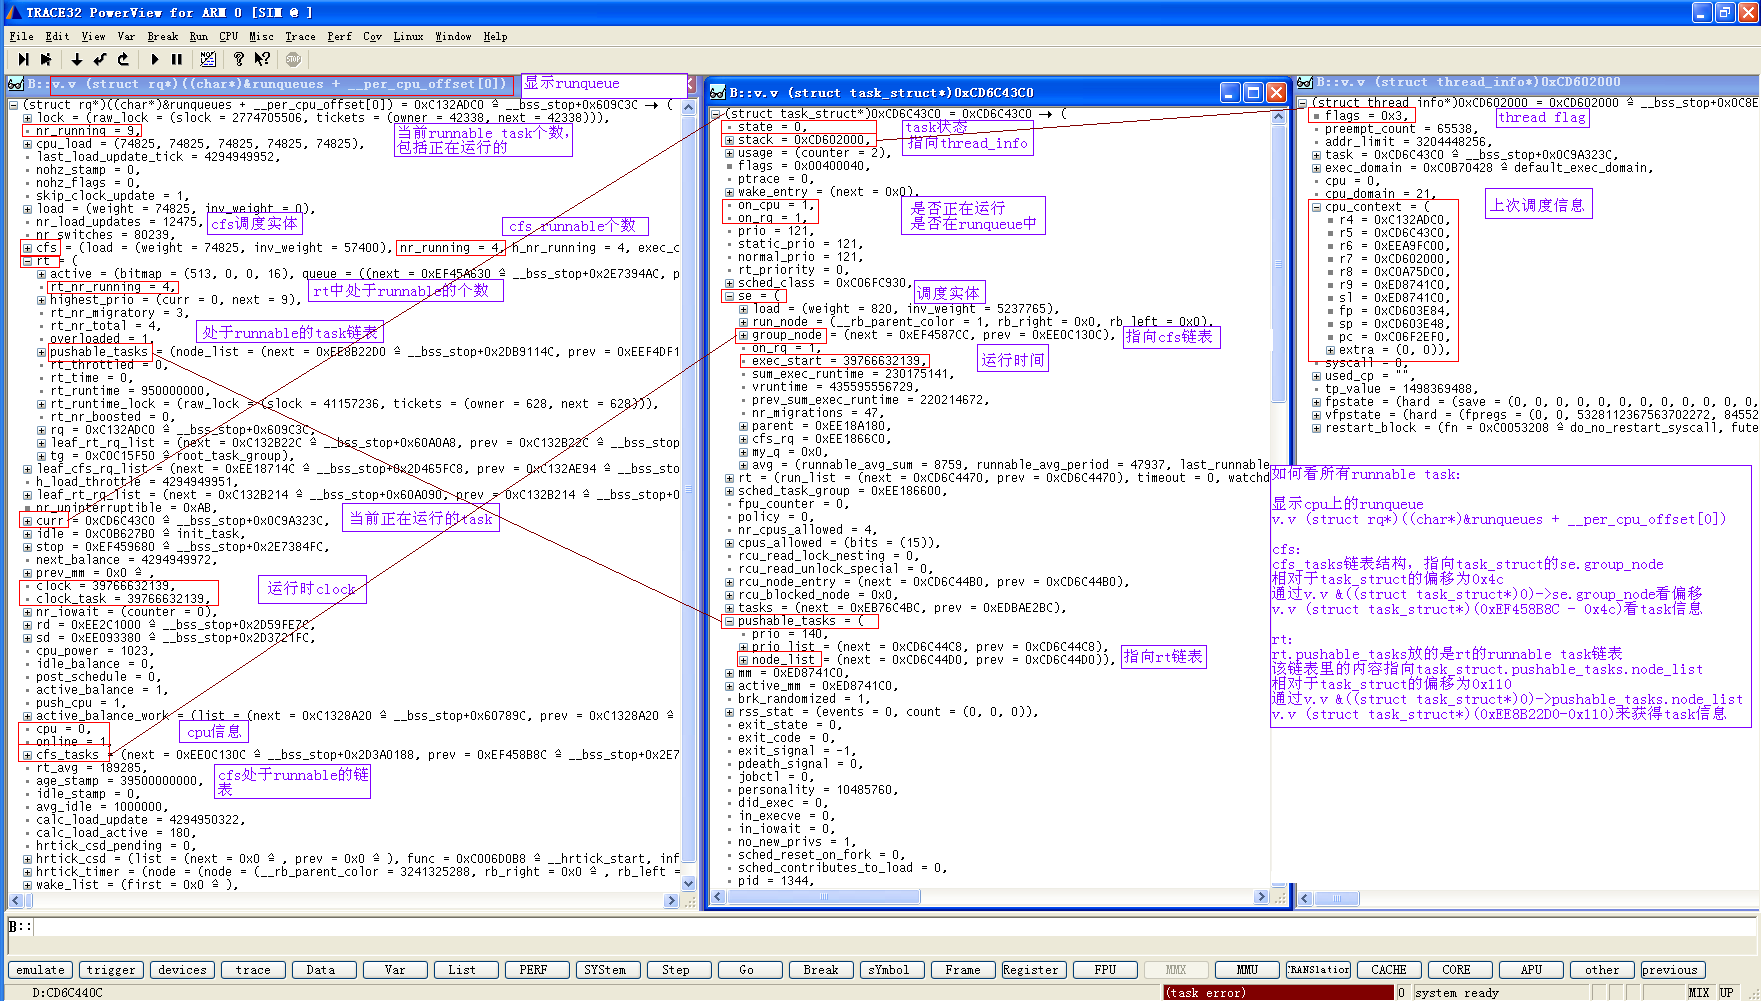 TRACE32 PowerView for ARM 0 [SIM @ ]
File Edit View Var Break Run CPU Misc Trace Perf Cov Linux Window Help
B::v.v (struct rq*)((char*)&runqueues + __per_cpu_offset[0])
显示runqueue
(struct rq*)((char*)&runqueues + __per_cpu_offset[0]) = 0xC132ADC0 ≙ __bss_stop+0x609C3C → (
lock = (raw_lock = (slock = 2774705506, tickets = (owner = 42338, next = 42338))),
nr_running = 9,
当前runnable task个数,
包括正在运行的
cpu_load = (74825, 74825, 74825, 74825, 74825),
last_load_update_tick = 4294949952,
nohz_stamp = 0,
nohz_flags = 0,
skip_clock_update = 1,
load = (weight = 74825, inv_weight = 0),
nr_load_updates = 12475,
cfs调度实体
nr_switches = 80239,
cfs runnable个数
cfs = (load = (weight = 74825, inv_weight = 57400), nr_running = 4, h_nr_running = 4, exec_c
rt = (
active = (bitmap = (513, 0, 0, 16), queue = ((next = 0xEF45A630 ≙ __bss_stop+0x2E7394AC, p
rt_nr_running = 4,
rt中处于runnable的个数
highest_prio = (curr = 0, next = 9),
rt_nr_migratory = 3,
rt_nr_total = 4,
处于runnable的task链表
overloaded = 1,
pushable_tasks = (node_list = (next = 0xEE8B22D0 ≙ __bss_stop+0x2DB9114C, prev = 0xEEF4DF1
rt_throttled = 0,
rt_time = 0,
rt_runtime = 950000000,
rt_runtime_lock = (raw_lock = (slock = 41157236, tickets = (owner = 628, next = 628))),
rt_nr_boosted = 0,
rq = 0xC132ADC0 ≙ __bss_stop+0x609C3C,
leaf_rt_rq_list = (next = 0xC132B22C ≙ __bss_stop+0x60A0A8, prev = 0xC132B22C ≙ __bss_stop
tg = 0xC0C15F50 ≙ root_task_group),
leaf_cfs_rq_list = (next = 0xEE18714C ≙ __bss_stop+0x2D465FC8, prev = 0xC132AE94 ≙ __bss_stop
h_load_throttle = 4294949951,
leaf_rt_rq_list = (next = 0xC132B214 ≙ __bss_stop+0x60A090, prev = 0xC132B214 ≙ __bss_stop
nr_uninterruptible = 0xAB,
curr = 0xCD6C43C0 ≙ __bss_stop+0x0C9A323C,
当前正在运行的task
idle = 0xC0B627B0 ≙ init_task,
stop = 0xEF459680 ≙ __bss_stop+0x2E7384FC,
next_balance = 4294949972,
prev_mm = 0x0 ≙ ,
clock = 39766632139,
clock_task = 39766632139,
运行时clock
nr_iowait = (counter = 0),
rd = 0xEE2C1000 ≙ __bss_stop+0x2D59FE7C,
sd = 0xEE093380 ≙ __bss_stop+0x2D3721FC,
cpu_power = 1023,
idle_balance = 0,
post_schedule = 0,
active_balance = 1,
push_cpu = 1,
active_balance_work = (list = (next = 0xC1328A20 ≙ __bss_stop+0x60789C, prev = 0xC1328A20 ≙
cpu = 0,
cpu信息
online = 1,
cfs_tasks = (next = 0xEE0C130C ≙ __bss_stop+0x2D3A0188, prev = 0xEF458B8C ≙ __bss_stop+0x2E7
rt_avg = 189285,
cfs处于runnable的链
表
age_stamp = 39500000000,
idle_stamp = 0,
avg_idle = 1000000,
calc_load_update = 4294950322,
calc_load_active = 180,
hrtick_csd_pending = 0,
hrtick_csd = (list = (next = 0x0 ≙ , prev = 0x0 ≙ ), func = 0xC006D0B8 ≙ __hrtick_start, inf
hrtick_timer = (node = (node = (__rb_parent_color = 3241325288, rb_right = 0x0 ≙ , rb_left =
wake_list = (first = 0x0 ≙ ),
B::v.v (struct task_struct*)0xCD6C43C0
(struct task_struct*)0xCD6C43C0 = 0xCD6C43C0 → (
state = 0,
task状态
stack = 0xCD602000,
指向thread_info
usage = (counter = 2),
flags = 0x00400040,
ptrace = 0,
wake_entry = (next = 0x0),
on_cpu = 1,
是否正在运行
on_rq = 1,
是否在runqueue中
prio = 121,
static_prio = 121,
normal_prio = 121,
rt_priority = 0,
sched_class = 0xC06FC930,
调度实体
se = (
load = (weight = 820, inv_weight = 5237765),
run_node = (__rb_parent_color = 1, rb_right = 0x0, rb_left = 0x0),
group_node = (next = 0xEF4587CC, prev = 0xEE0C130C),
指向cfs链表
on_rq = 1,
exec_start = 39766632139,
运行时间
sum_exec_runtime = 230175141,
vruntime = 435595556729,
prev_sum_exec_runtime = 220214672,
nr_migrations = 47,
parent = 0xEE18A180,
cfs_rq = 0xEE1866C0,
my_q = 0x0,
avg = (runnable_avg_sum = 8759, runnable_avg_period = 47937, last_runnable
rt = (run_list = (next = 0xCD6C4470, prev = 0xCD6C4470), timeout = 0, watchd
sched_task_group = 0xEE186600,
fpu_counter = 0,
policy = 0,
nr_cpus_allowed = 4,
cpus_allowed = (bits = (15)),
rcu_read_lock_nesting = 0,
rcu_read_unlock_special = 0,
rcu_node_entry = (next = 0xCD6C44B0, prev = 0xCD6C44B0),
rcu_blocked_node = 0x0,
tasks = (next = 0xEB76C4BC, prev = 0xEDBAE2BC),
pushable_tasks = (
prio = 140,
prio_list = (next = 0xCD6C44C8, prev = 0xCD6C44C8),
node_list = (next = 0xCD6C44D0, prev = 0xCD6C44D0)),
指向rt链表
mm = 0xED8741C0,
active_mm = 0xED8741C0,
brk_randomized = 1,
rss_stat = (events = 0, count = (0, 0, 0)),
exit_state = 0,
exit_code = 0,
exit_signal = -1,
pdeath_signal = 0,
jobctl = 0,
personality = 10485760,
did_exec = 0,
in_execve = 0,
in_iowait = 0,
no_new_privs = 1,
sched_reset_on_fork = 0,
sched_contributes_to_load = 0,
pid = 1344,
B::v.v (struct thread_info*)0xCD602000
(struct thread_info*)0xCD602000 = 0xCD602000 ≙ __bss_stop+0x0C8E
flags = 0x3,
thread flag
preempt_count = 65538,
addr_limit = 3204448256,
task = 0xCD6C43C0 ≙ __bss_stop+0x0C9A323C,
exec_domain = 0xC0B70428 ≙ default_exec_domain,
cpu = 0,
cpu_domain = 21,
上次调度信息
cpu_context = (
r4 = 0xC132ADC0,
r5 = 0xCD6C43C0,
r6 = 0xEEA9FC00,
r7 = 0xCD602000,
r8 = 0xC0A75DC0,
r9 = 0xED8741C0,
sl = 0xED8741C0,
fp = 0xCD603E84,
sp = 0xCD603E48,
pc = 0xC06F2EF0,
extra = (0, 0)),
syscall = 0,
used_cp = "",
tp_value = 1498369488,
fpstate = (hard = (save = (0, 0, 0, 0, 0, 0, 0, 0, 0, 0, 0, 0,
vfpstate = (hard = (fpregs = (0, 0, 5328112367563702272, 84552
restart_block = (fn = 0xC0053208 ≙ do_no_restart_syscall, fute
如何看所有runnable task:
显示cpu上的runqueue
v.v (struct rq*)((char*)&runqueues + __per_cpu_offset[0])
cfs:
cfs_tasks链表结构，指向task_struct的se.group_node
相对于task_struct的偏移为0x4c
通过v.v &((struct task_struct*)0)->se.group_node看偏移
v.v (struct task_struct*)(0xEF458B8C - 0x4c)看task信息
rt:
rt.pushable_tasks放的是rt的runnable task链表
该链表里的内容指向task_struct.pushable_tasks.node_list
相对于task_struct的偏移为0x110
通过v.v &((struct task_struct*)0)->pushable_tasks.node_list
v.v (struct task_struct*)(0xEE8B22D0-0x110)来获得task信息
B::
emulate trigger devices trace Data Var List PERF SYStem Step Go Break sYmbol Frame Register FPU MMX MMU TRANSlation CACHE CORE APU other previous
D:CD6C440C (task error) 0 system ready MIX UP